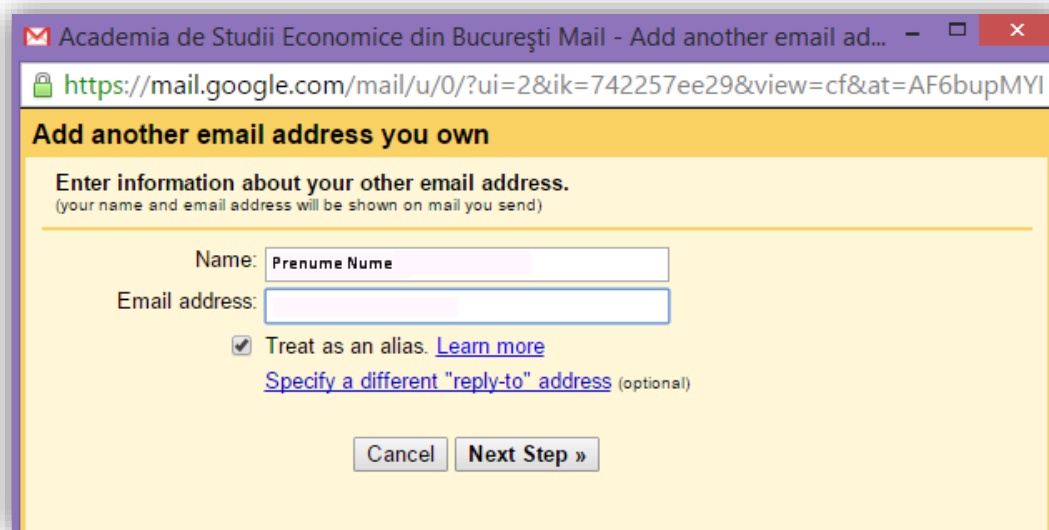 Academia de Studii Economice din Bucureşti Mail - Add another email ad...
https://mail.google.com/mail/u/0/?ui=2&ik=742257ee29&view=cf&at=AF6bupMYI
Add another email address you own
Enter information about your other email address.
(your name and email address will be shown on mail you send)
Name: Prenume Nume
Email address:
Treat as an alias. Learn more
Specify a different "reply-to" address (optional)
Cancel Next Step »